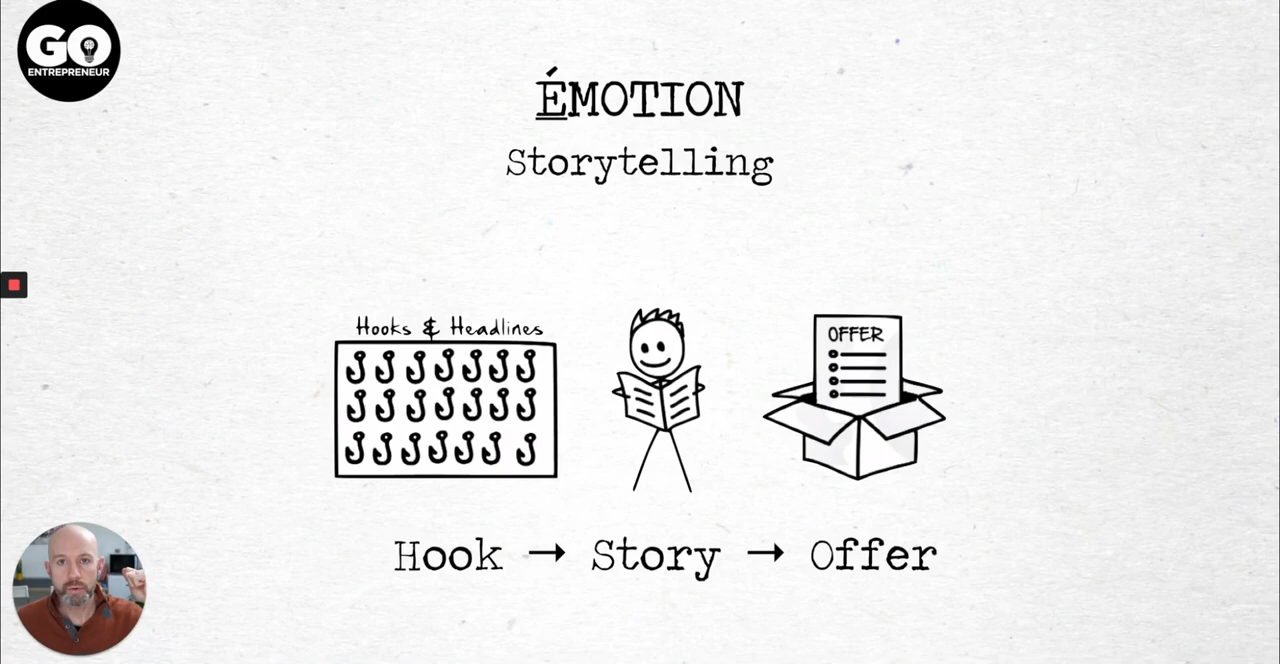 GO
ENTREPRENEUR
ÉMOTION
Storytelling
Hooks & Headlines
OFFER
Hook → Story → Offer